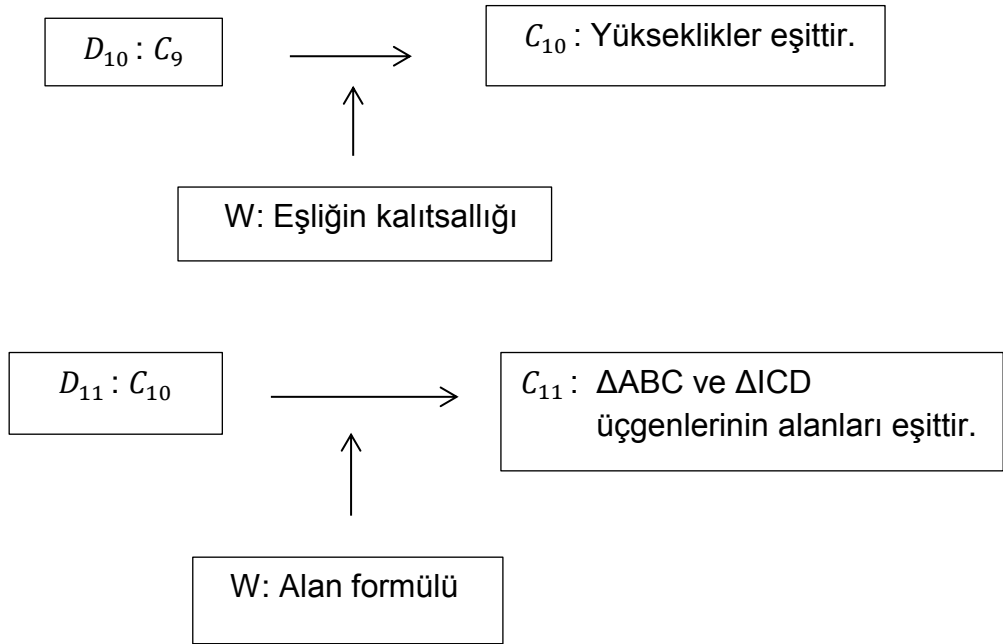 D₁₀ : C₉
C₁₀ : Yükseklikler eşittir.
W: Eşliğin kalıtsallığı
D₁₁ : C₁₀
C₁₁ : ΔABC ve ΔICD
üçgenlerinin alanları eşittir.
W: Alan formülü